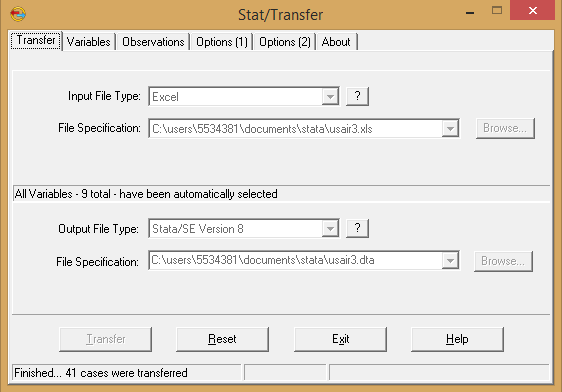 Stat/Transfer
Transfer Variables Observations Options (1) Options (2) About
Input File Type: Excel ?
File Specification: C:\users\5534381\documents\stata\usair3.xls Browse...
All Variables - 9 total - have been automatically selected
Output File Type: Stata/SE Version 8 ?
File Specification: C:\users\5534381\documents\stata\usair3.dta Browse...
Transfer Reset Exit Help
Finished... 41 cases were transferred